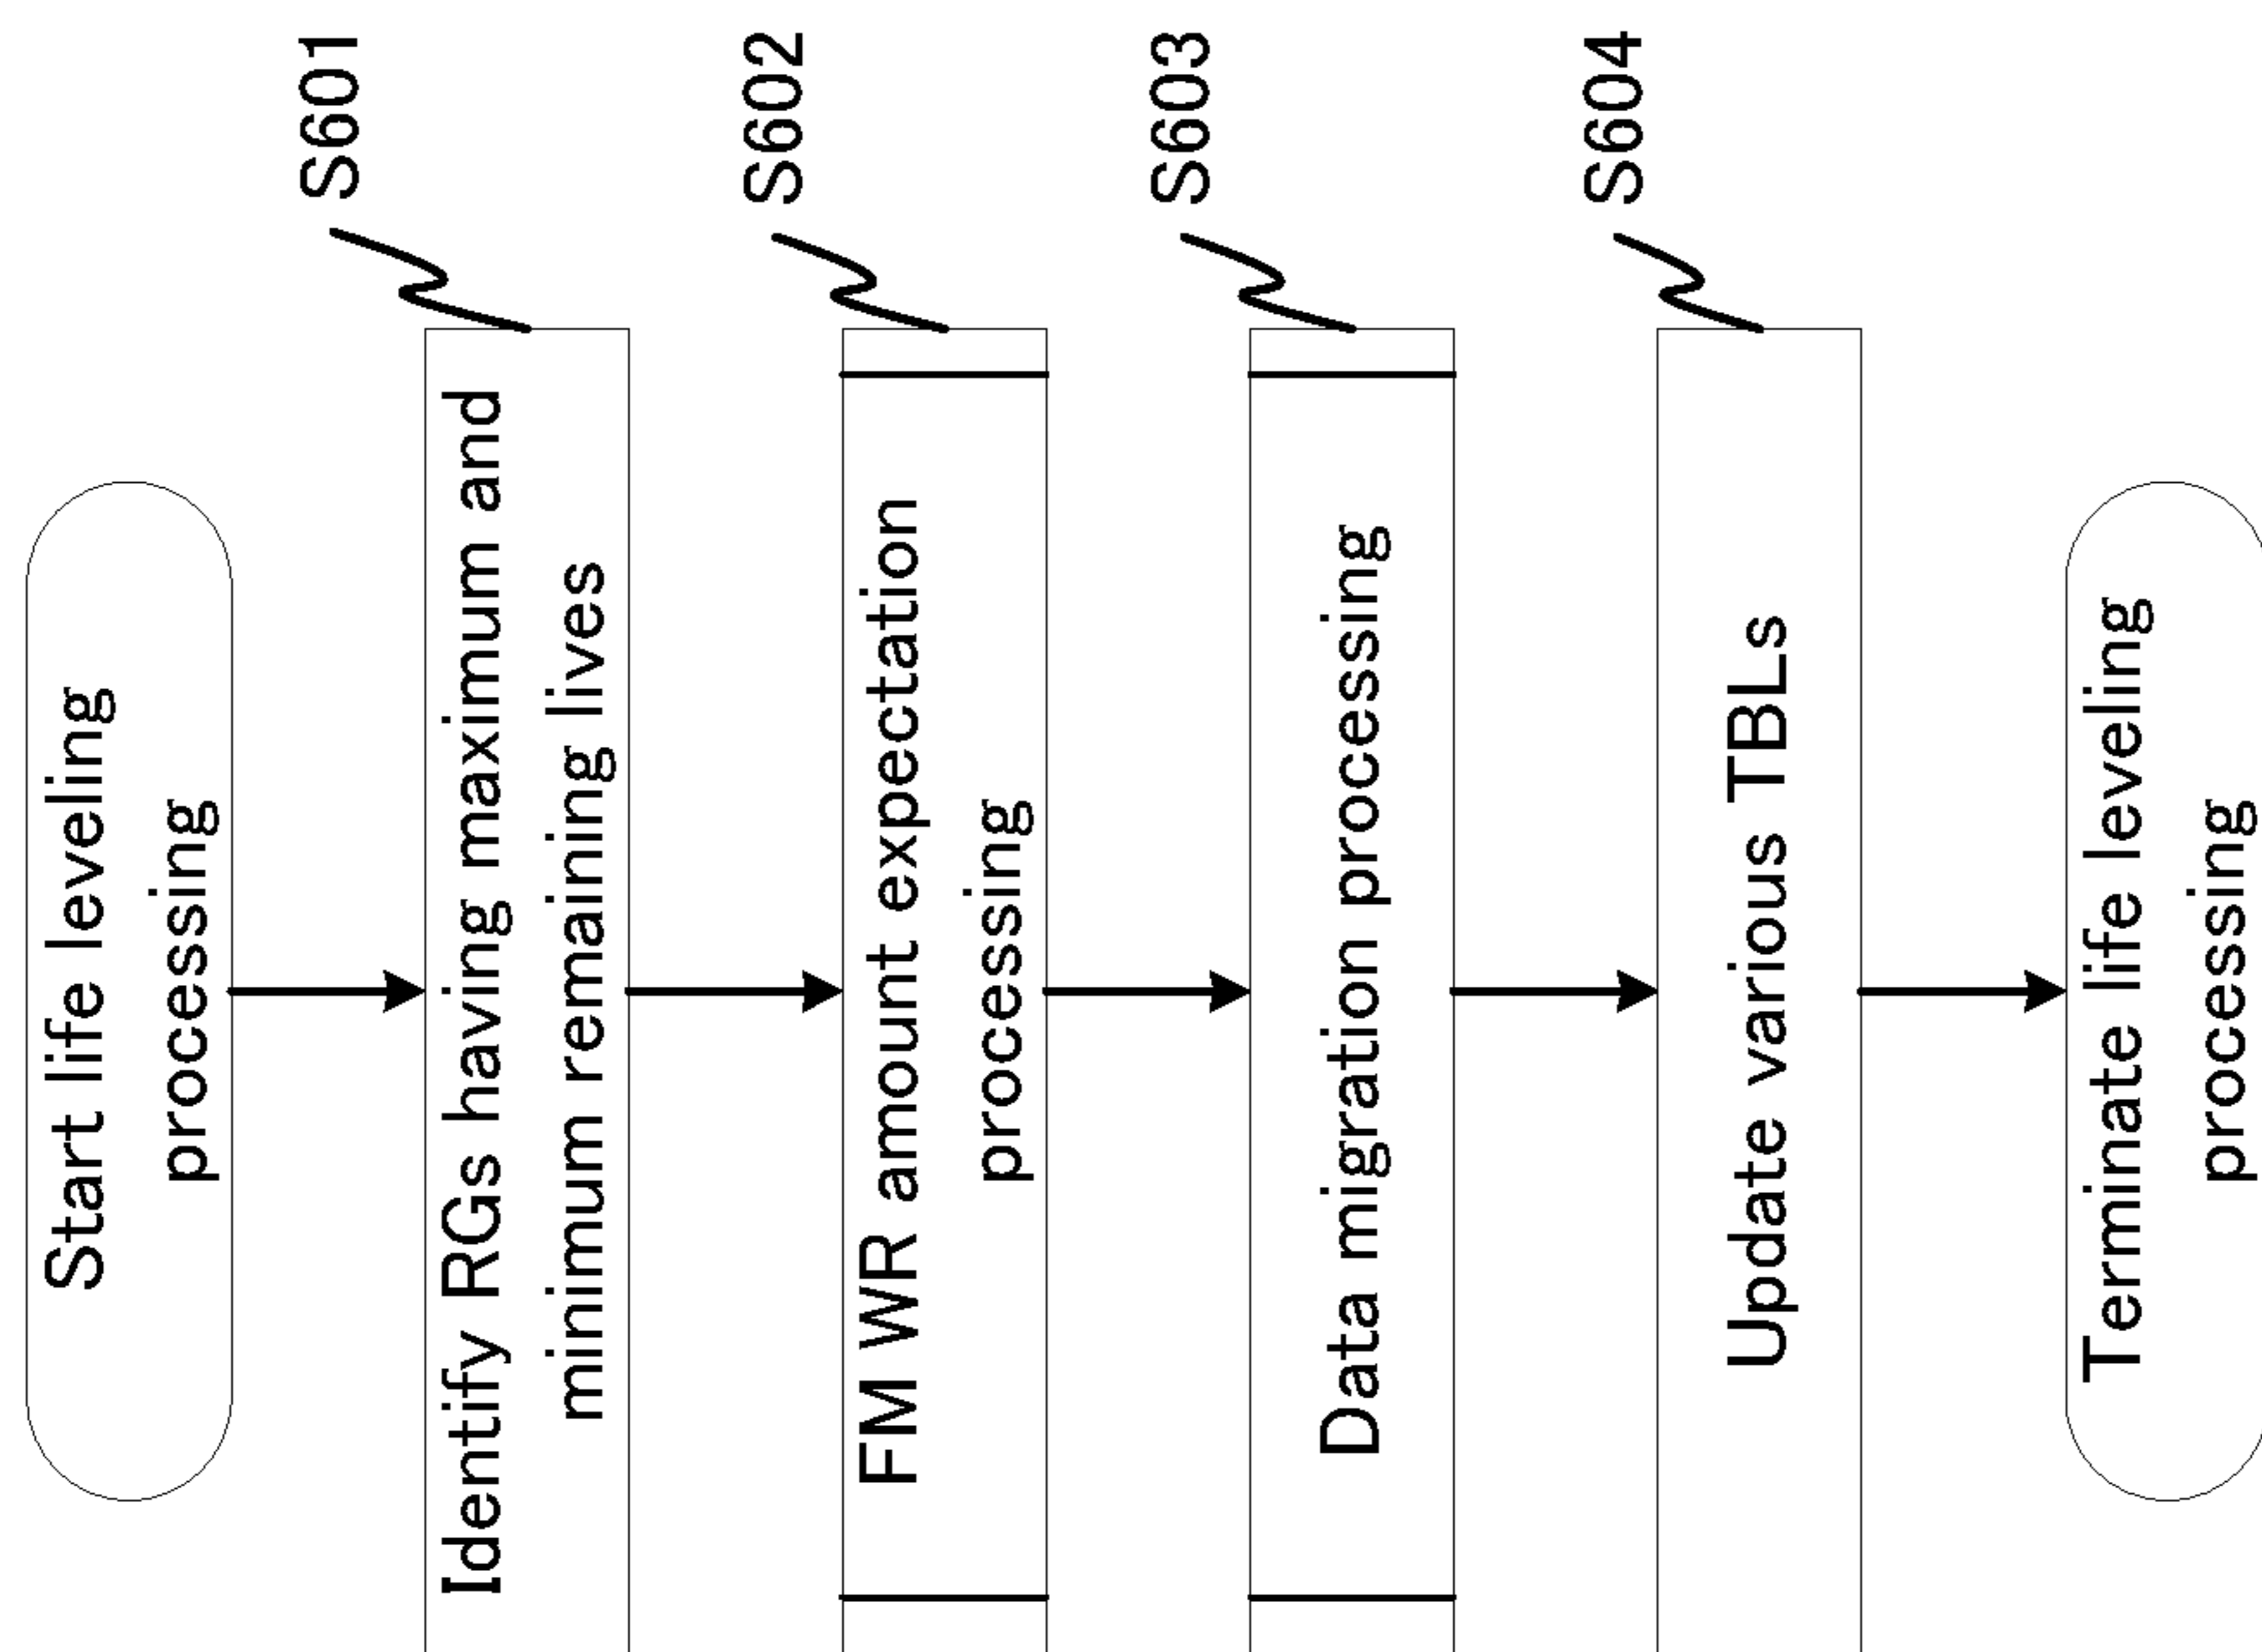 Start life leveling
processing
S601
Identify RGs having maximum and
minimum remaining lives
S602
FM WR amount expectation
processing
S603
Data migration processing
S604
Update various TBLs
Terminate life leveling
processing